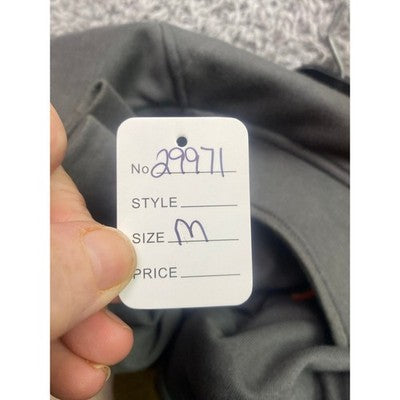 No 29971
STYLE
SIZE M
PRICE